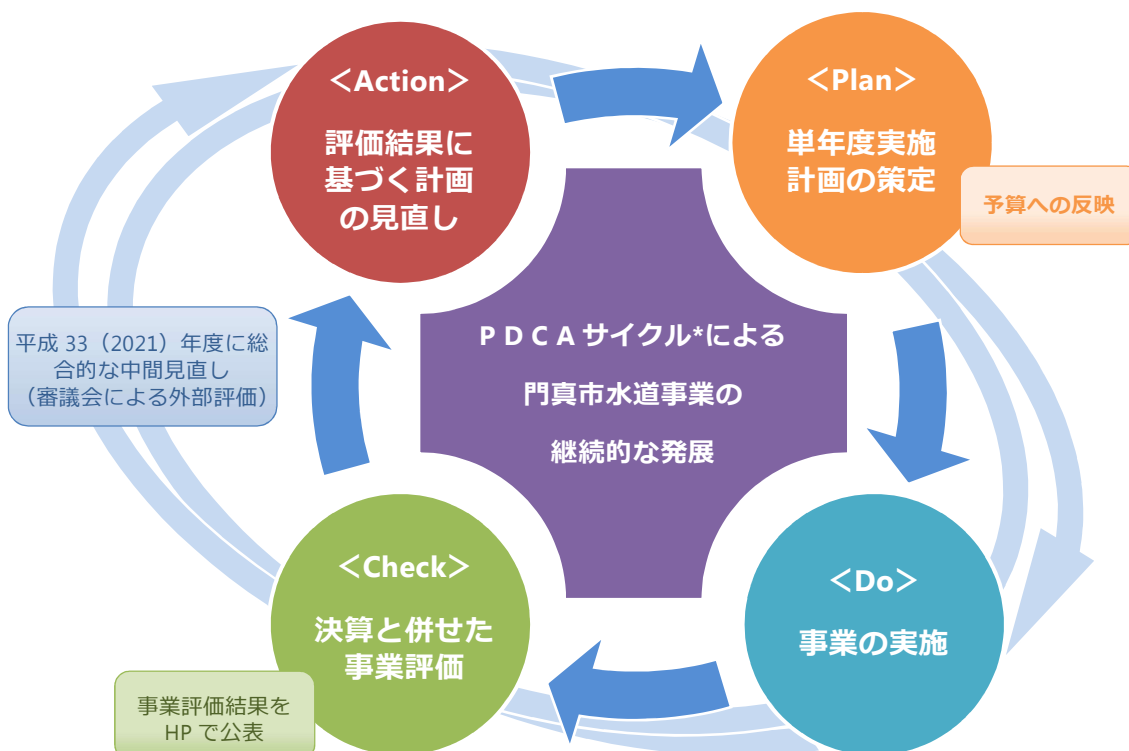 ＜Action＞
評価結果に
基づく計画
の見直し
＜Plan＞
単年度実施
計画の策定
予算への反映
平成 33（2021）年度に総
合的な中間見直し
（審議会による外部評価）
P D C A サイクル*による
門真市水道事業の
継続的な発展
＜Check＞
決算と併せた
事業評価
事業評価結果を
HP で公表
＜Do＞
事業の実施